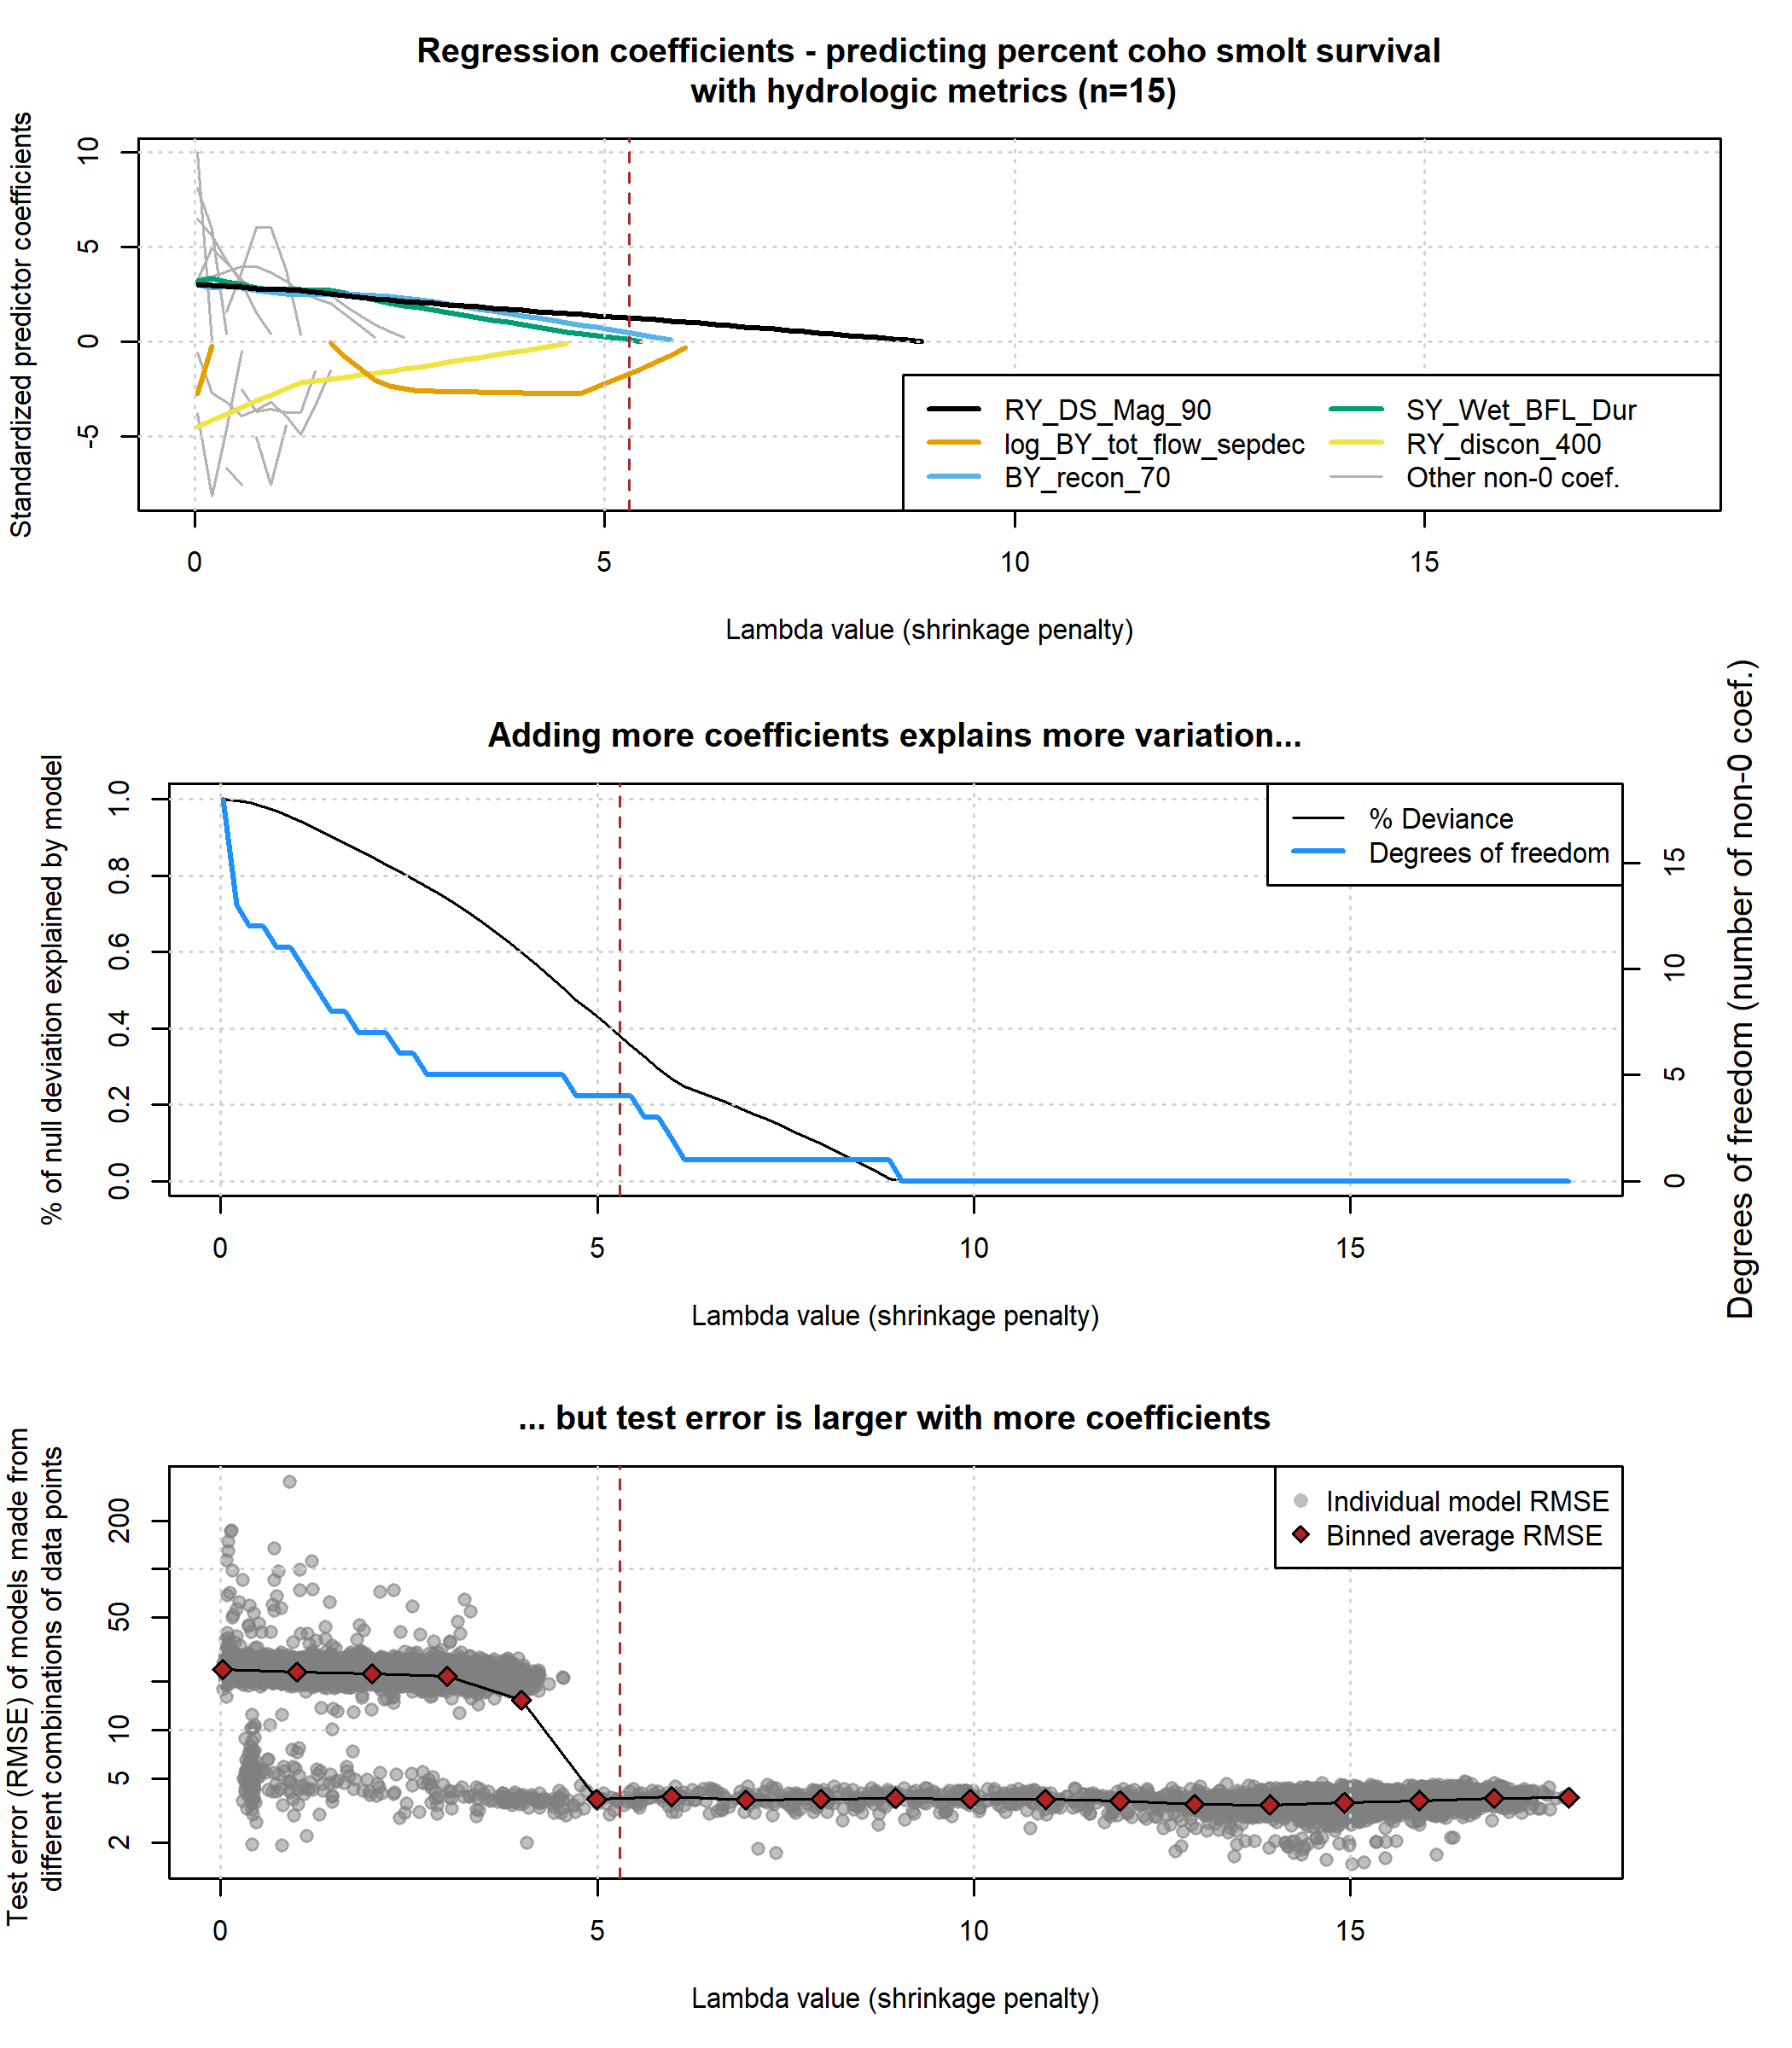 Regression coefficients - predicting percent coho smolt survival
with hydrologic metrics (n=15)
Standardized predictor coefficients
10
5
0
-5
RY_DS_Mag_90
log_BY_tot_flow_sepdec
BY_recon_70
SY_Wet_BFL_Dur
RY_discon_400
Other non-0 coef.
0 5 10 15
Lambda value (shrinkage penalty)
Adding more coefficients explains more variation...
% of null deviation explained by model
1.0
0.8
0.6
0.4
0.2
0.0
% Deviance
Degrees of freedom
15
10
5
0
Degrees of freedom (number of non-0 coef.)
0 5 10 15
Lambda value (shrinkage penalty)
... but test error is larger with more coefficients
Test error (RMSE) of models made from
different combinations of data points
200
50
10
5
2
Individual model RMSE
Binned average RMSE
0 5 10 15
Lambda value (shrinkage penalty)